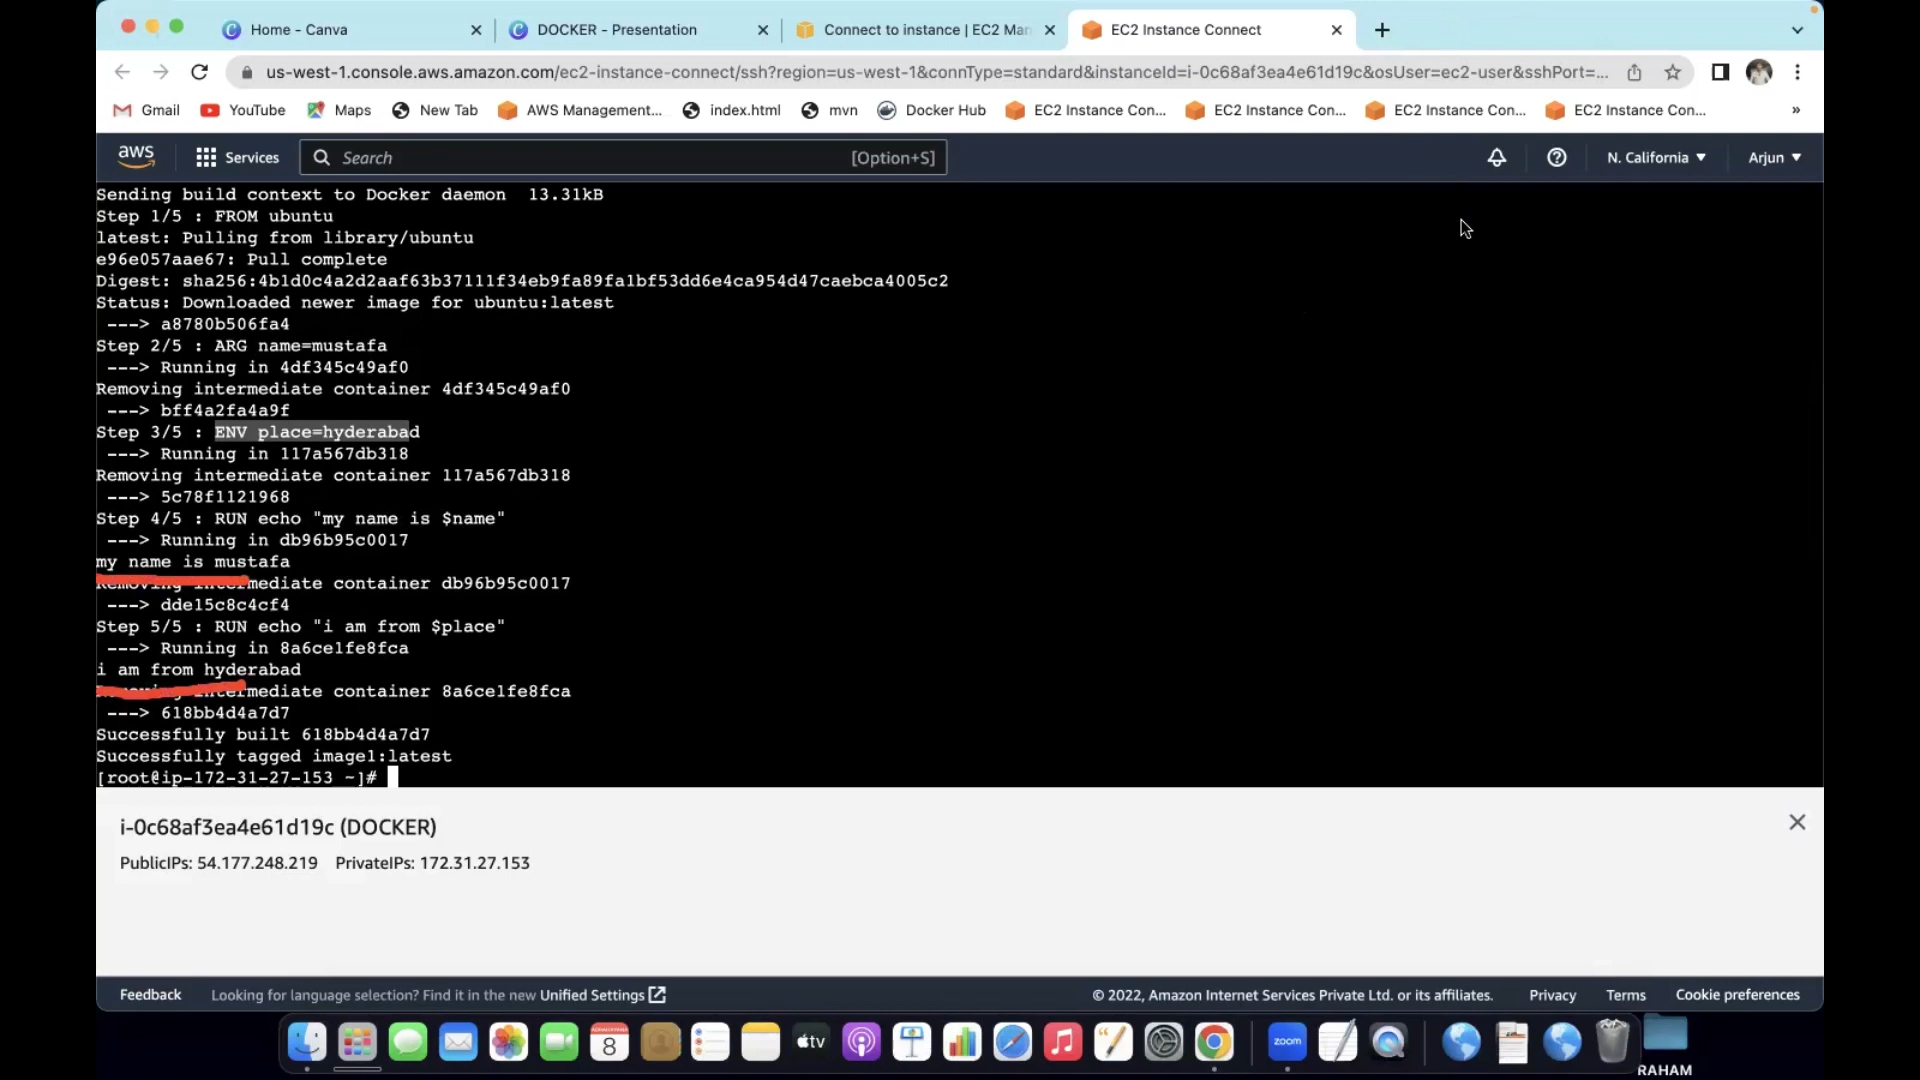 Home - Canva
DOCKER - Presentation
Connect to instance | EC2 Man
EC2 Instance Connect
us-west-1.console.aws.amazon.com/ec2-instance-connect/ssh?region=us-west-1&connType=standard&instanceId=i-0c68af3ea4e61d19c&osUser=ec2-user&sshPort=...
Gmail YouTube Maps New Tab AWS Management... index.html mvn Docker Hub EC2 Instance Con... EC2 Instance Con... EC2 Instance Con... EC2 Instance Con... »
aws Services Search [Option+S] N. California Arjun
Sending build context to Docker daemon 13.31kB
Step 1/5 : FROM ubuntu
latest: Pulling from library/ubuntu
e96e057aae67: Pull complete
Digest: sha256:4b1d0c4a2d2aaf63b37111f34eb9fa89fa1bf53dd6e4ca954d47caebca4005c2
Status: Downloaded newer image for ubuntu:latest
---> a8780b506fa4
Step 2/5 : ARG name=mustafa
---> Running in 4df345c49af0
Removing intermediate container 4df345c49af0
---> bff4a2fa4a9f
Step 3/5 : ENV place=hyderabad
---> Running in 117a567db318
Removing intermediate container 117a567db318
---> 5c78f1121968
Step 4/5 : RUN echo "my name is $name"
---> Running in db96b95c0017
my name is mustafa
Removing intermediate container db96b95c0017
---> dde15c8c4cf4
Step 5/5 : RUN echo "i am from $place"
---> Running in 8a6ce1fe8fca
i am from hyderabad
Removing intermediate container 8a6ce1fe8fca
---> 618bb4d4a7d7
Successfully built 618bb4d4a7d7
Successfully tagged image1:latest
[root@ip-172-31-27-153 ~]#
i-0c68af3ea4e61d19c (DOCKER)
PublicIPs: 54.177.248.219 PrivateIPs: 172.31.27.153
Feedback Looking for language selection? Find it in the new Unified Settings © 2022, Amazon Internet Services Private Ltd. or its affiliates. Privacy Terms Cookie preferences
8
tv
zoom
RAHAM